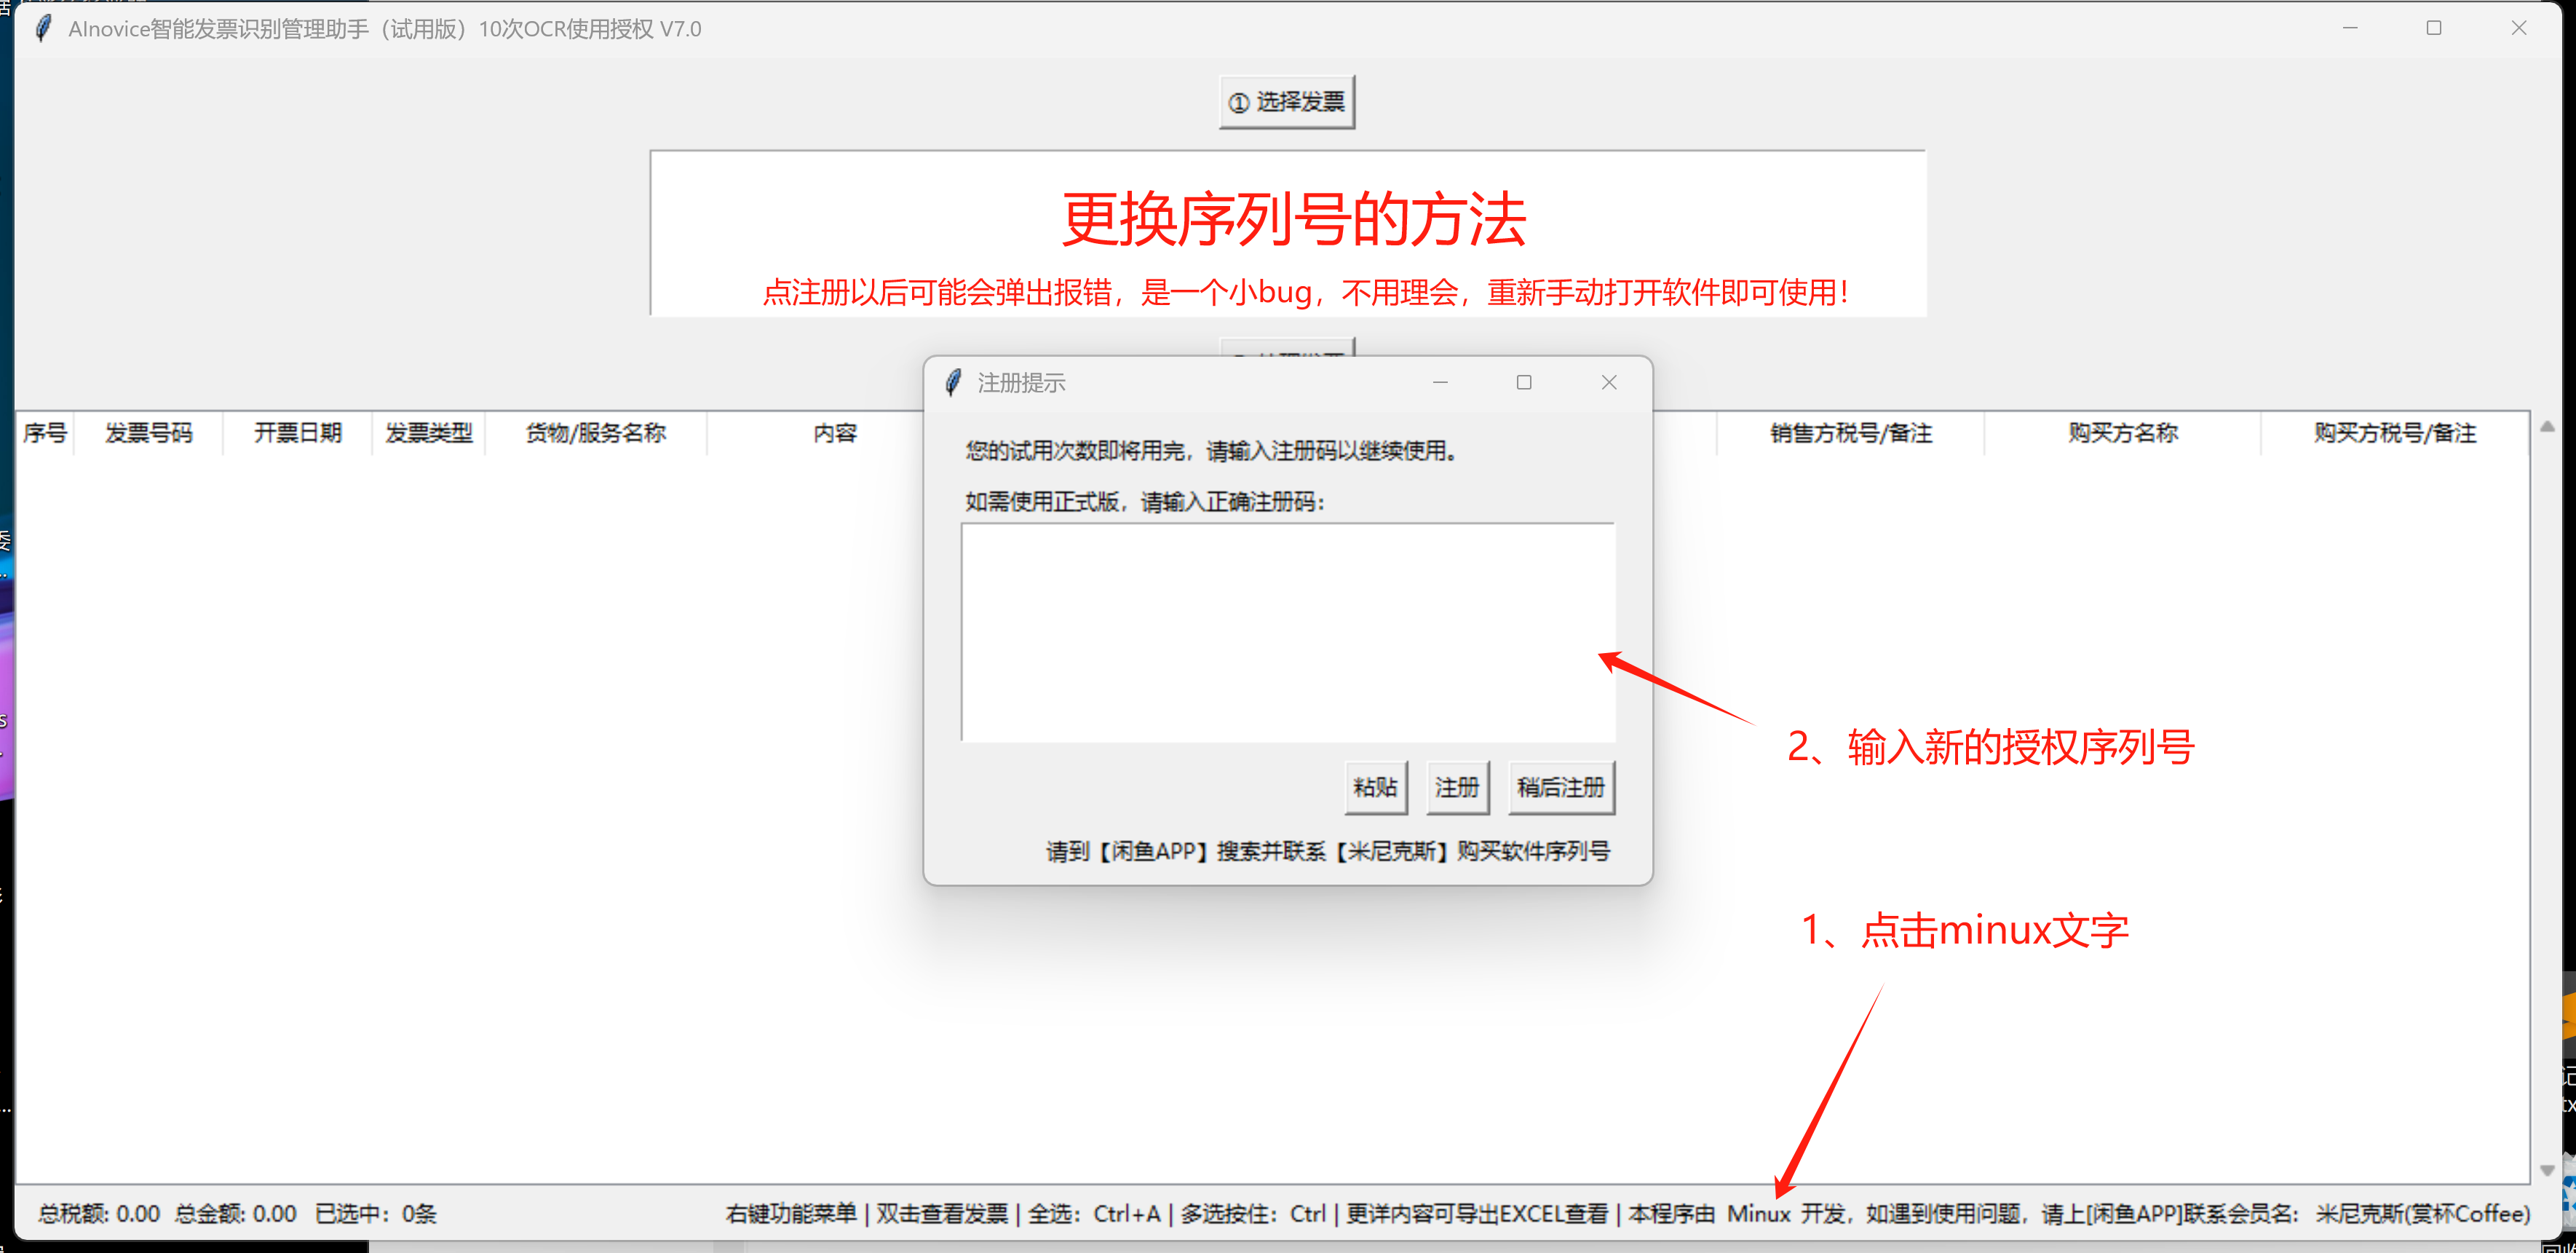 AInovice智能发票识别管理助手（试用版）10次OCR使用授权 V7.0
① 选择发票
更换序列号的方法
点注册以后可能会弹出报错，是一个小bug，不用理会，重新手动打开软件即可使用！
注册提示
序号 发票号码 开票日期 发票类型 货物/服务名称 内容 销售方税号/备注 购买方名称 购买方税号/备注
您的试用次数即将用完，请输入注册码以继续使用。
如需使用正式版，请输入正确注册码：
2、输入新的授权序列号
粘贴 注册 稍后注册
请到【闲鱼APP】搜索并联系【米尼克斯】购买软件序列号
1、点击minux文字
总税额: 0.00 总金额: 0.00 已选中：0条
右键功能菜单 | 双击查看发票 | 全选：Ctrl+A | 多选按住：Ctrl | 更详内容可导出EXCEL查看 | 本程序由 Minux 开发，如遇到使用问题，请上[闲鱼APP]联系会员名： 米尼克斯(赏杯Coffee)